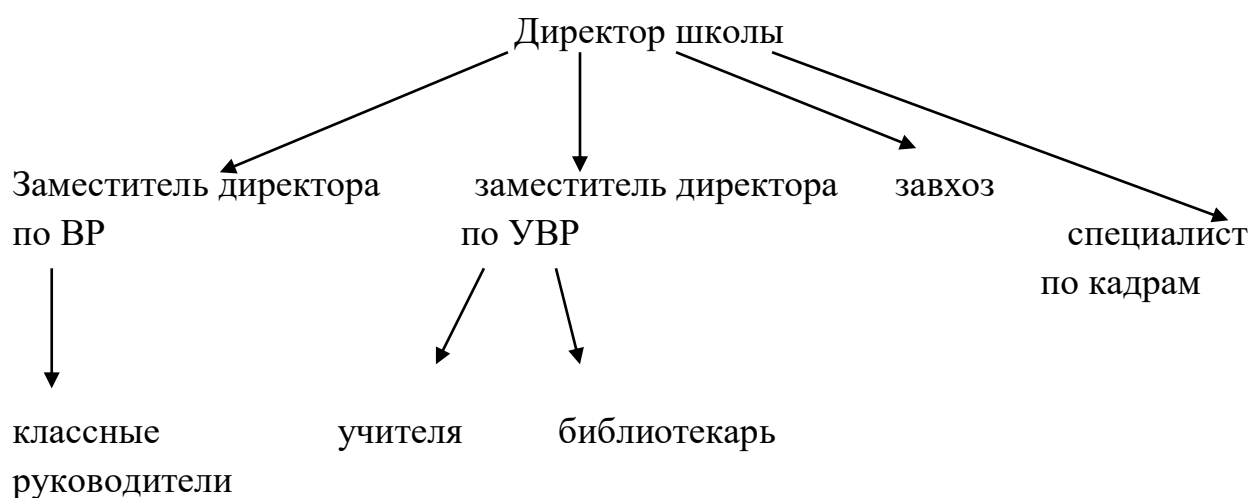 Директор школы
Заместитель директора заместитель директора завхоз
по ВР по УВР специалист
по кадрам
классные учителя библиотекарь
руководители